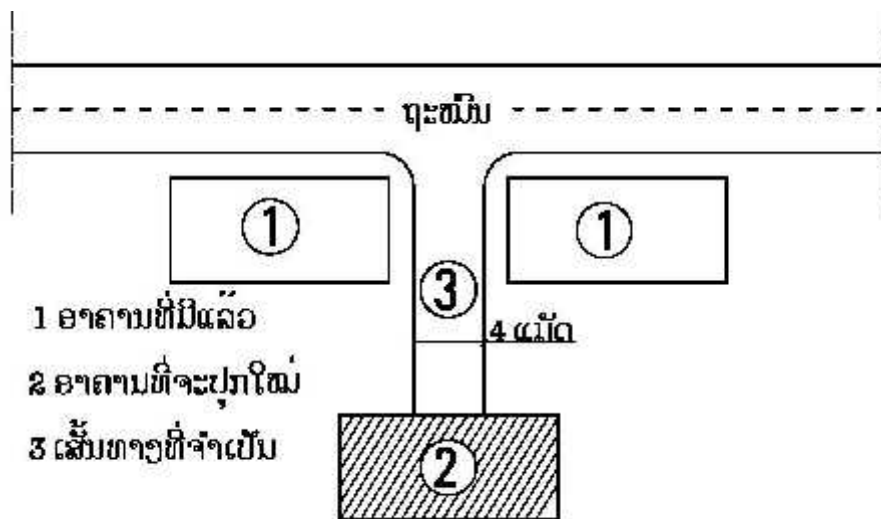 ຖະໜົນ
1 1
3
4 ແມັດ
1 ອາຄານທີ່ມີແລ້ວ
2 ອາຄານທີ່ຈະປຸກໃໝ່
3 ເສັ້ນທາງທີ່ຈຳເປັນ
2